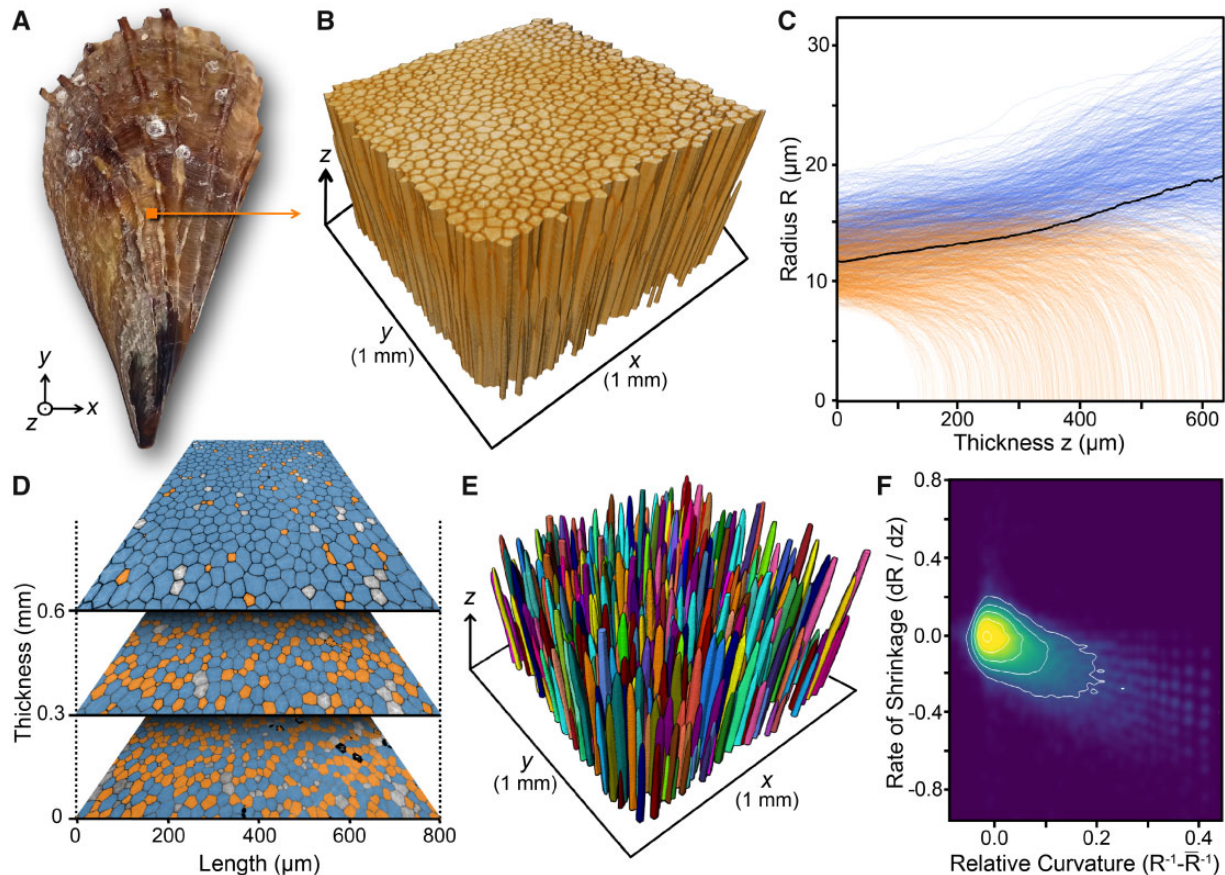 A
y
z
x
B
z
y
(1 mm)
x
(1 mm)
C
Radius R (µm)
30
20
10
0
0
200
400
600
Thickness z (µm)
D
Thickness (mm)
0.6
0.3
0
0
200
400
600
800
Length (µm)
E
z
y
(1 mm)
x
(1 mm)
F
Rate of Shrinkage (dR / dz)
0.8
0.4
0.0
-0.4
-0.8
0.0
0.2
0.4
Relative Curvature (R⁻¹-R̅⁻¹)